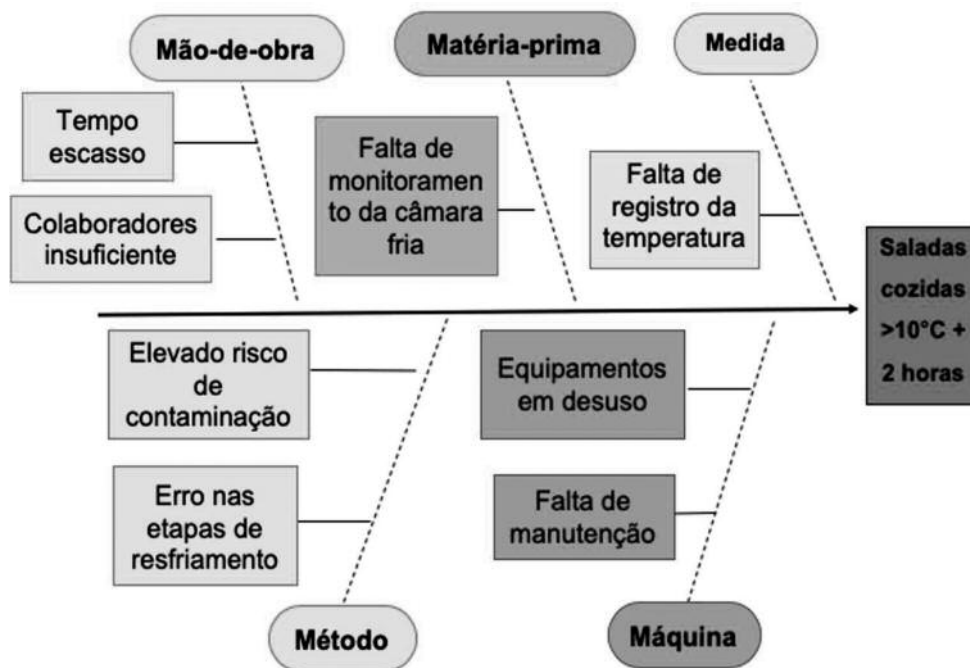 Mão-de-obra
Matéria-prima
Medida
Tempo
escasso
Colaboradores
insuficiente
Falta de
monitoramen
to da câmara
fria
Falta de
registro da
temperatura
Saladas
cozidas
>10°C +
2 horas
Elevado risco
de
contaminação
Equipamentos
em desuso
Erro nas
etapas de
resfriamento
Falta de
manutenção
Método
Máquina